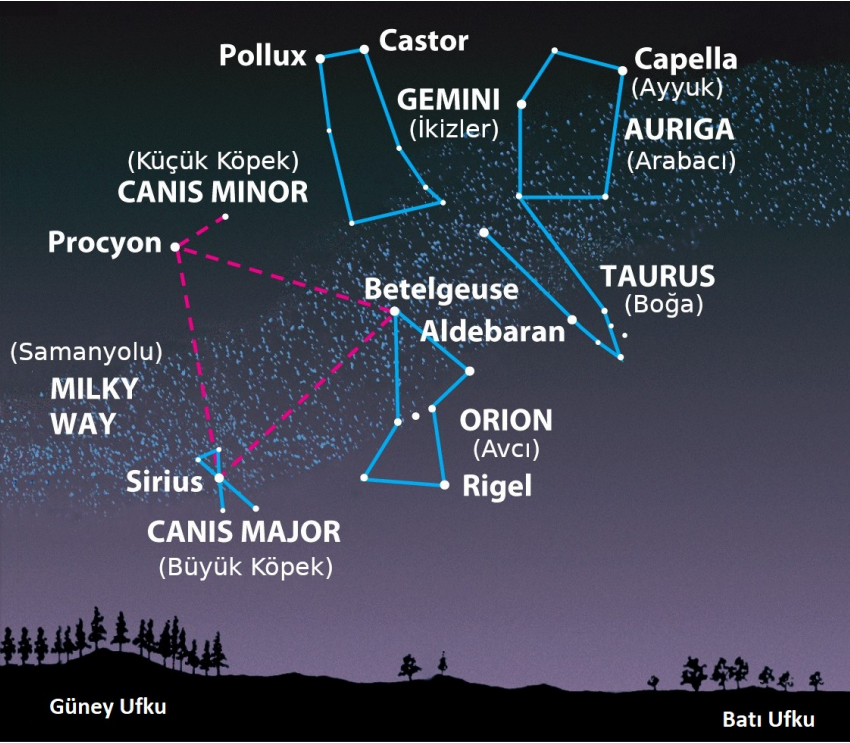 Pollux
Castor
GEMINI
(İkizler)
Capella
(Ayyuk)
AURIGA
(Arabacı)
(Küçük Köpek)
CANIS MINOR
Procyon
Betelgeuse
TAURUS
(Boğa)
Aldebaran
(Samanyolu)
MILKY
WAY
ORION
(Avcı)
Rigel
Sirius
CANIS MAJOR
(Büyük Köpek)
Güney Ufku
Batı Ufku